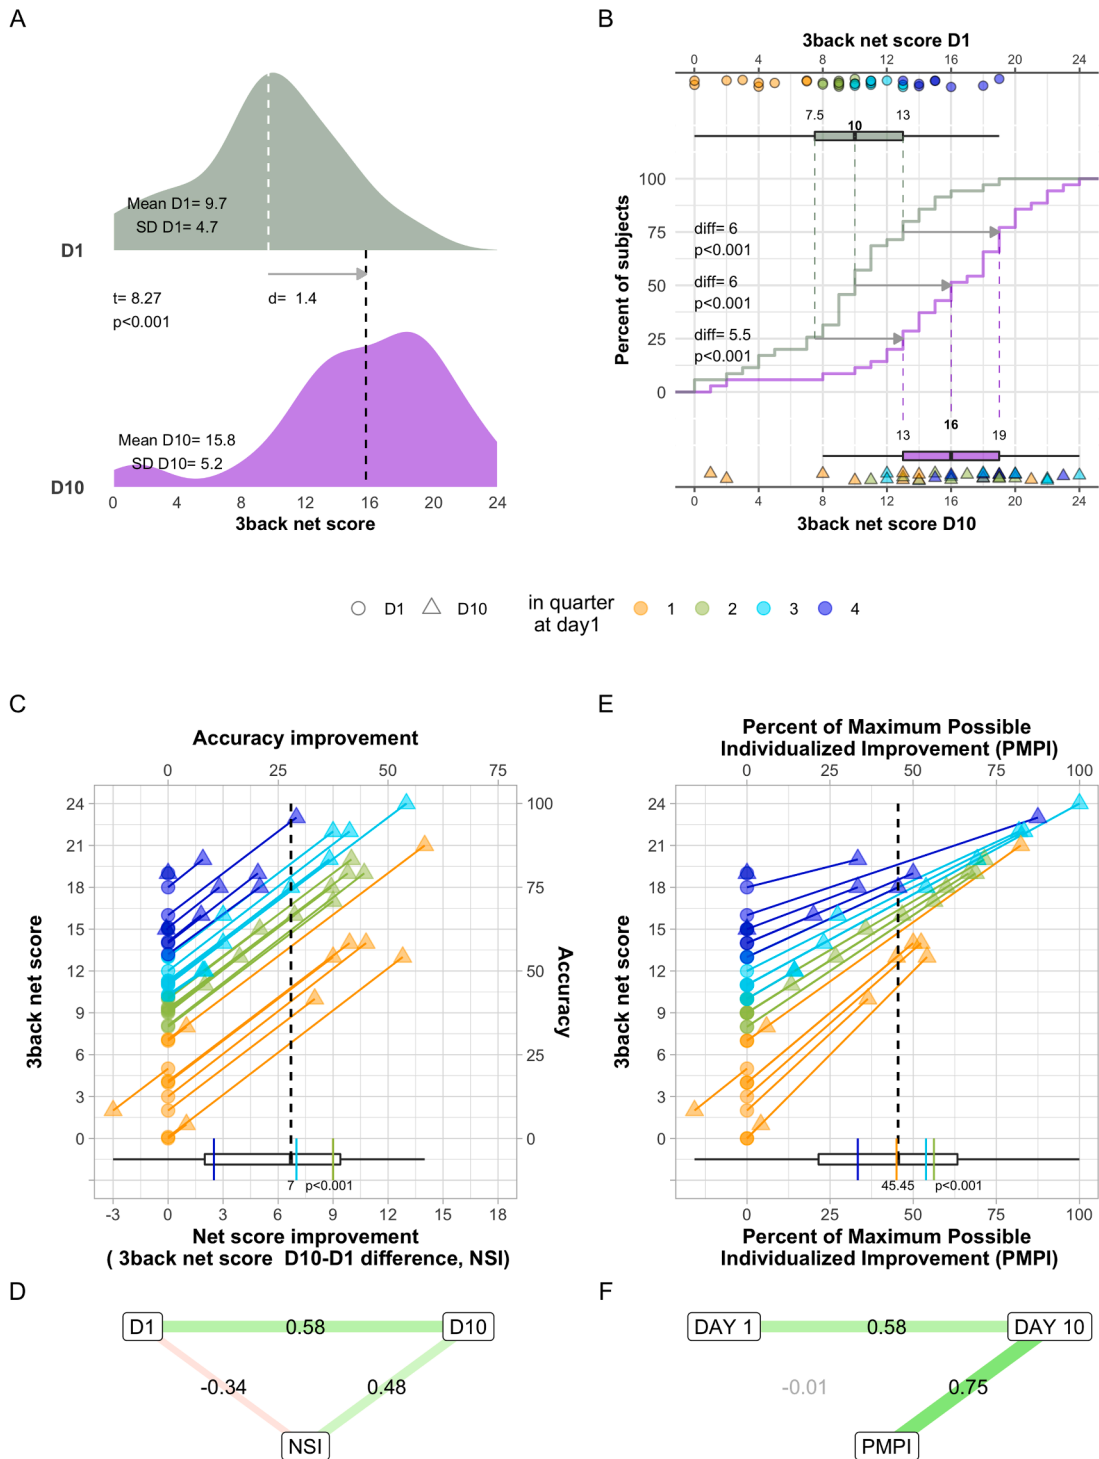 A
Mean D1= 9.7
SD D1= 4.7
D1
t= 8.27
p<0.001
d= 1.4
Mean D10= 15.8
SD D10= 5.2
D10
0 4 8 12 16 20 24
3back net score
B
3back net score D1
0 4 8 12 16 20 24
7.5 10 13
Percent of subjects
100
75
50
25
0
diff= 6
p<0.001
diff= 6
p<0.001
diff= 5.5
p<0.001
13 16 19
0 4 8 12 16 20 24
3back net score D10
D1 D10 in quarter at day1 1 2 3 4
C
Accuracy improvement
0 25 50 75
3back net score
24
21
18
15
12
9
6
3
0
Accuracy
100
75
50
25
0
7 p<0.001
-3 0 3 6 9 12 15 18
Net score improvement
( 3back net score D10-D1 difference, NSI)
E
Percent of Maximum Possible
Individualized Improvement (PMPI)
0 25 50 75 100
3back net score
24
21
18
15
12
9
6
3
0
45.45 p<0.001
0 25 50 75 100
Percent of Maximum Possible
Individualized Improvement (PMPI)
D
D1 0.58 D10
-0.34 0.48
NSI
F
DAY 1 0.58 DAY 10
-0.01 0.75
PMPI